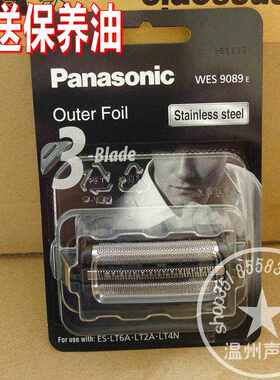 送保养油
Panasonic
WES 9089 E
Outer Foil
Stainless steel
3-Blade
For use with: ES-LT6A·LT2A·LT4N
温州声